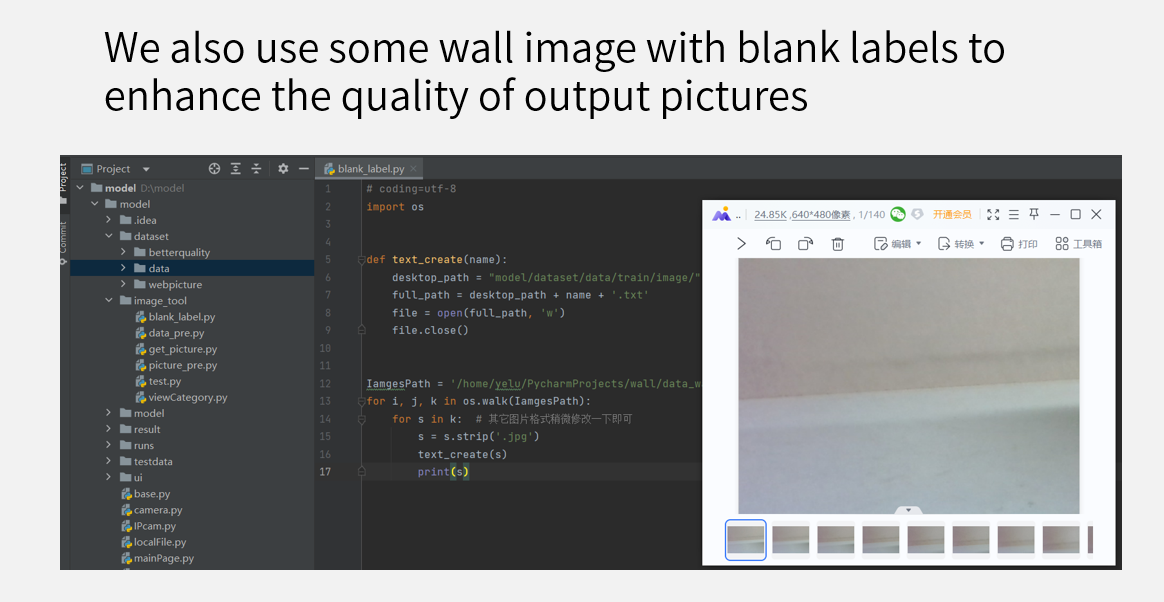 We also use some wall image with blank labels to
enhance the quality of output pictures
Project
Commit
Project
model D:\model
model
.idea
dataset
betterquality
data
webpicture
image_tool
blank_label.py
data_pre.py
get_picture.py
picture_pre.py
test.py
viewCategory.py
model
result
runs
testdata
ui
base.py
camera.py
IPcam.py
localFile.py
mainPage.py
blank_label.py
1 # coding=utf-8
2 import os
3
4
5 def text_create(name):
6 desktop_path = "model/dataset/data/train/image/"
7 full_path = desktop_path + name + '.txt'
8 file = open(full_path, 'w')
9 file.close()
10
11
12 IamgesPath = '/home/yelu/PycharmProjects/wall/data_w
13 for i, j, k in os.walk(IamgesPath):
14 for s in k: # 其它图片格式稍微修改一下即可
15 s = s.strip('.jpg')
16 text_create(s)
17 print(s)
.. 24.85K ,640*480像素 , 1/140 开通会员
编辑 转换 打印 工具箱